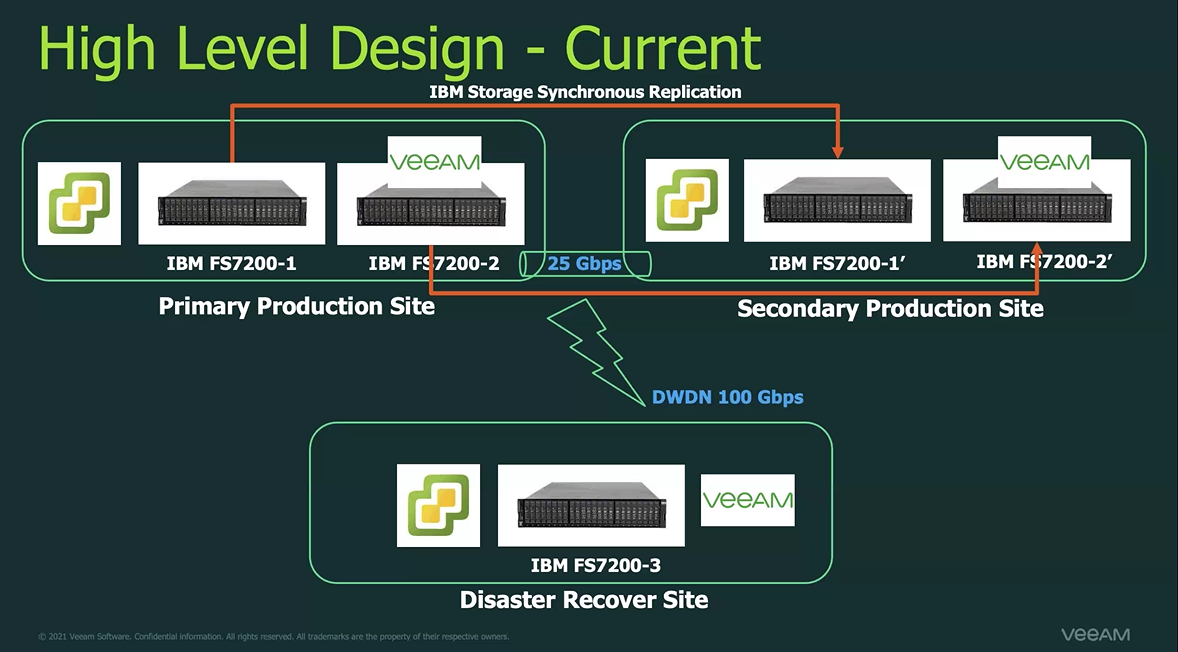 High Level Design - Current
IBM Storage Synchronous Replication
veeAM
veeAM
IBM FS7200-1
IBM FS7200-2
25 Gbps
IBM FS7200-1’
IBM FS7200-2’
Primary Production Site
Secondary Production Site
DWDN 100 Gbps
veeAM
IBM FS7200-3
Disaster Recover Site
© 2021 Veeam Software. Confidential information. All rights reserved. All trademarks are the property of their respective owners.
veeAM